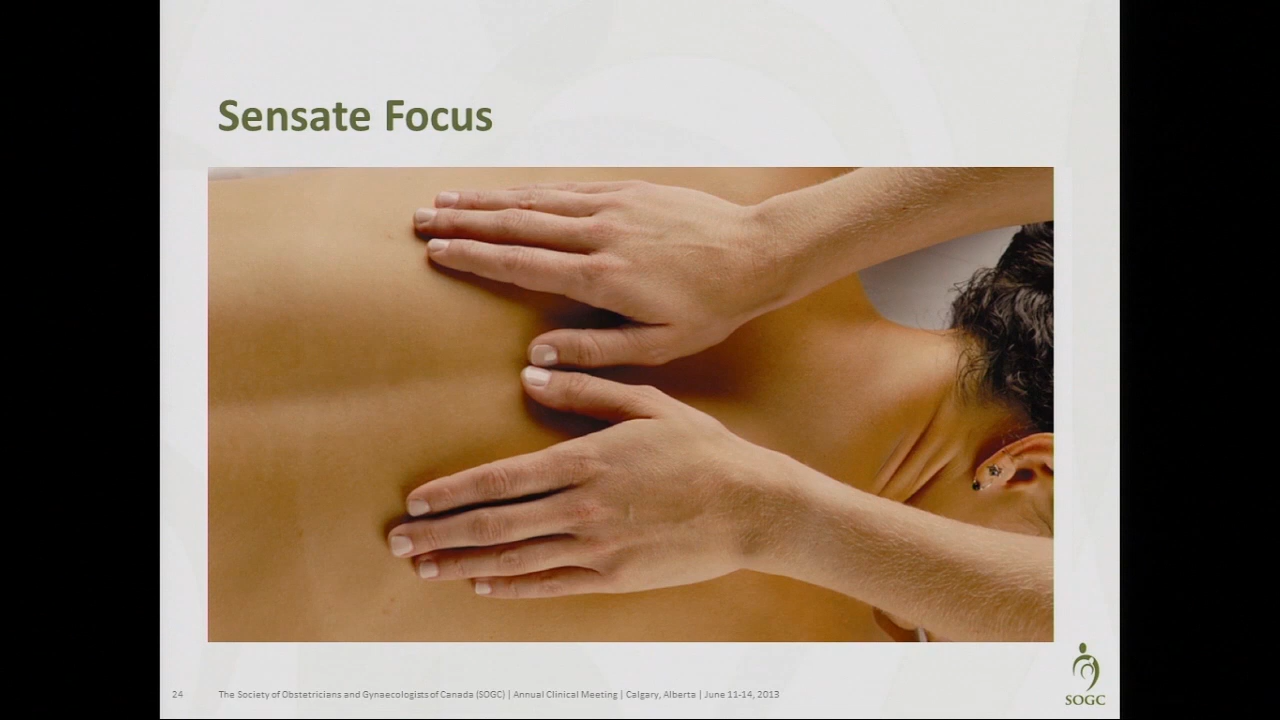 Sensate Focus
24 The Society of Obstetricians and Gynaecologists of Canada (SOGC) | Annual Clinical Meeting | Calgary, Alberta | June 11-14, 2013
SOGC